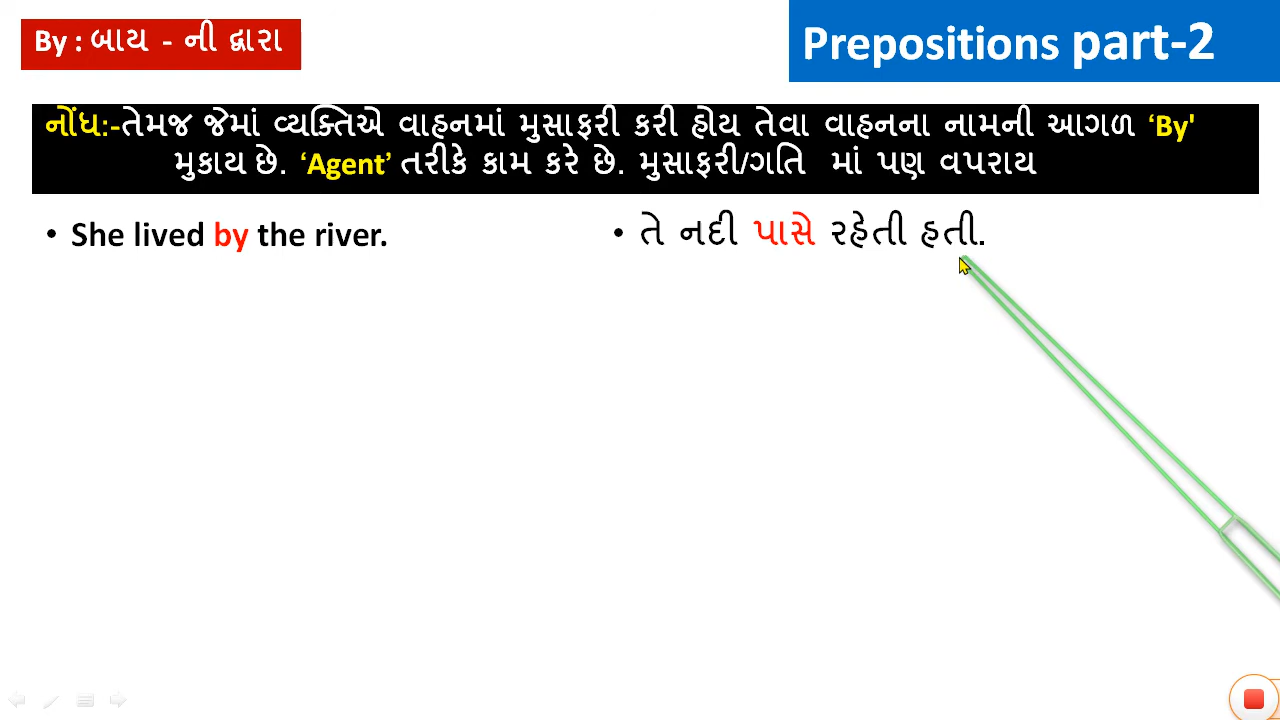 By : બાય - ની દ્વારા
Prepositions part-2
નોંધ:-તેમજ જેમાં વ્યક્તિએ વાહનમાં મુસાફરી કરી હોય તેવા વાહનના નામની આગળ ‘By'
મુકાય છે. ‘Agent’ તરીકે કામ કરે છે. મુસાફરી/ગતિ માં પણ વપરાય
• She lived by the river.
• તે નદી પાસે રહેતી હતી.